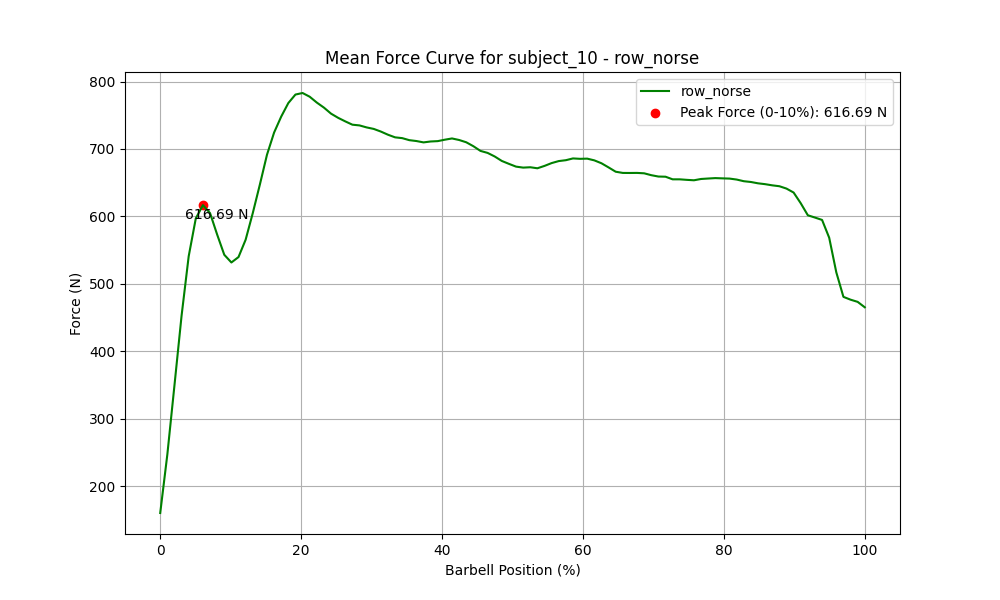 Mean Force Curve for subject_10 - row_norse
row_norse
Peak Force (0-10%): 616.69 N
616.69 N
800
700
600
500
400
300
200
Force (N)
0 20 40 60 80 100
Barbell Position (%)